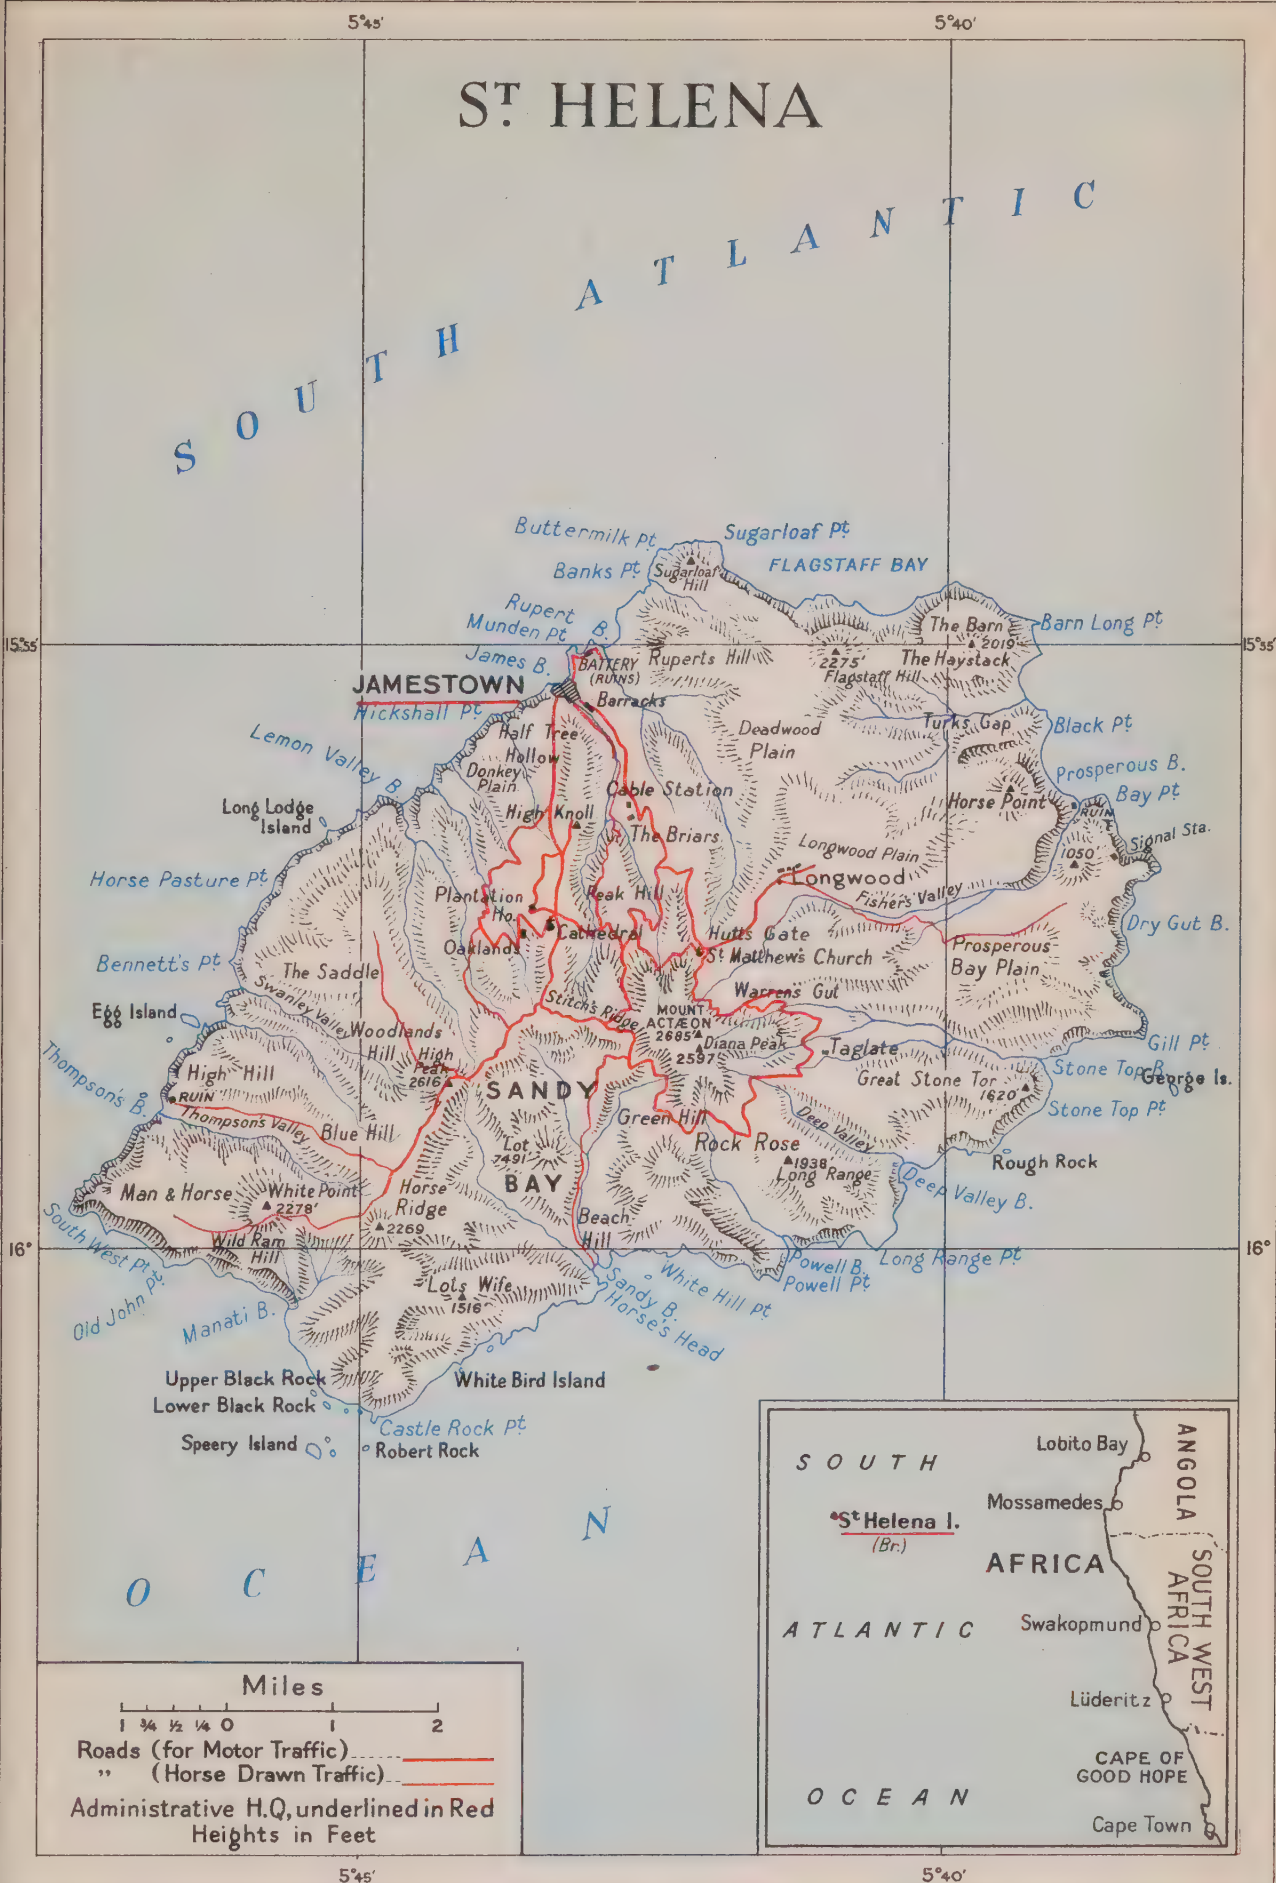 5°45′
5°40′
Sᵀ. HELENA
SOUTH ATLANTIC
Buttermilk Pt.
Sugarloaf Pt.
Banks Pt.
Sugarloaf
Hill
FLAGSTAFF BAY
Rupert
B.
Munden Pt.
The Barn
2019
Barn Long Pt.
15°55′
15°55′
James B.
BATTERY
(RUINS)
Ruperts Hill
2275′
Flagstaff Hill
The Haystack
JAMESTOWN
Barracks
Hickshall Pt.
Half Tree
Hollow
Deadwood
Plain
Turks Gap
Black Pt.
Lemon Valley B.
Donkey
Plain
Prosperous B.
Bay Pt.
Cable Station
Horse Point
RUIN
Long Lodge
Island
High Knoll
The Briars
Signal Sta.
1050
Longwood Plain
Longwood
Horse Pasture Pt.
Plantation
Ho.
Peak Hill
Fisher's Valley
Dry Gut B.
Oaklands
Cathedral
Hutts Gate
St. Matthew's Church
Prosperous
Bay Plain
Bennett's Pt.
The Saddle
Swanley Valley
Warren's Gut
Egg Island
Stitch's Ridge
MOUNT
ACTÆON
2685′
Diana Peak
2597
Woodlands
Hill
High
Peak
2616
Taglate
Gill Pt.
Thompson's B.
High Hill
RUIN
SANDY
BAY
Great Stone Tor
1620
Stone Top B.
George Is.
Stone Top Pt.
Thompson's Valley
Blue Hill
Green Hill
Deep Valley
Lot
7491
Rock Rose
1938
Long Range
Rough Rock
Deep Valley B.
Man & Horse
White Point
2278′
Horse
Ridge
2269
Beach
Hill
South West Pt.
Wild Ram
Hill
16°
16°
Powell B.
Long Range Pt.
Powell Pt.
White Hill Pt.
Old John Pt.
Manati B.
Lots Wife
1516
Sandy B.
Horse's Head
Upper Black Rock
Lower Black Rock
White Bird Island
Castle Rock Pt.
Speery Island
Robert Rock
OCEAN
Miles
1 ¾ ½ ¼ 0 1 2
Roads (for Motor Traffic)
„ (Horse Drawn Traffic)
Administrative H.Q, underlined in Red
Heights in Feet
SOUTH
ATLANTIC
OCEAN
St Helena I.
(Br.)
Lobito Bay
Mossamedes
ANGOLA
AFRICA
Swakopmund
SOUTH WEST
AFRICA
Lüderitz
CAPE OF
GOOD HOPE
Cape Town
5°45′
5°40′